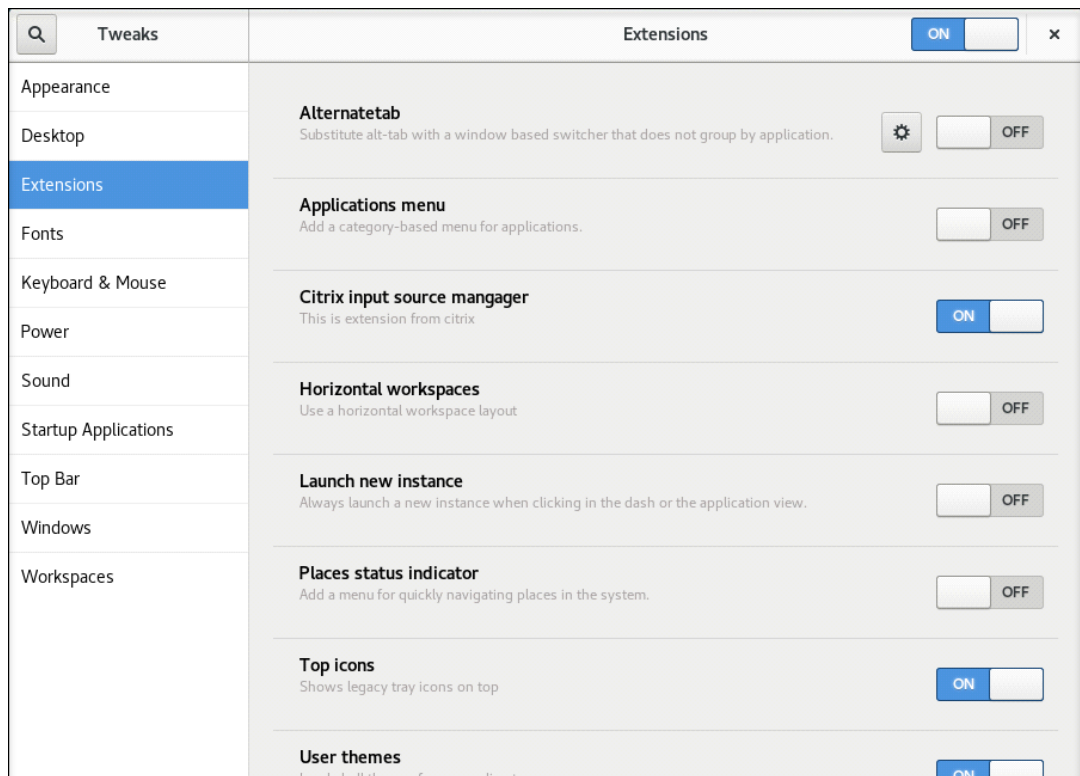 Tweaks
Extensions
ON
Appearance
Desktop
Extensions
Fonts
Keyboard & Mouse
Power
Sound
Startup Applications
Top Bar
Windows
Workspaces
Alternatetab
Substitute alt-tab with a window based switcher that does not group by application.
OFF
Applications menu
Add a category-based menu for applications.
OFF
Citrix input source mangager
This is extension from citrix
ON
Horizontal workspaces
Use a horizontal workspace layout
OFF
Launch new instance
Always launch a new instance when clicking in the dash or the application view.
OFF
Places status indicator
Add a menu for quickly navigating places in the system.
OFF
Top icons
Shows legacy tray icons on top
ON
User themes
ON